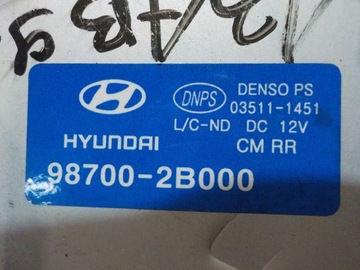 DNPS
DENSO PS
03511-1451
HYUNDAI
L/C-ND DC 12V
CM RR
98700-2B000